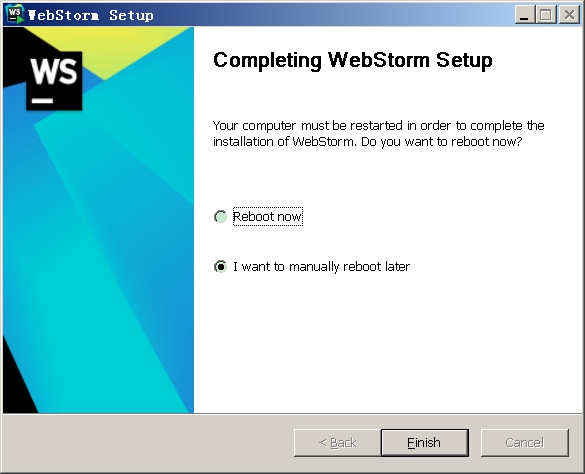 WebStorm Setup
WS
Completing WebStorm Setup
Your computer must be restarted in order to complete the
installation of WebStorm. Do you want to reboot now?
Reboot now
I want to manually reboot later
< Back
Finish
Cancel